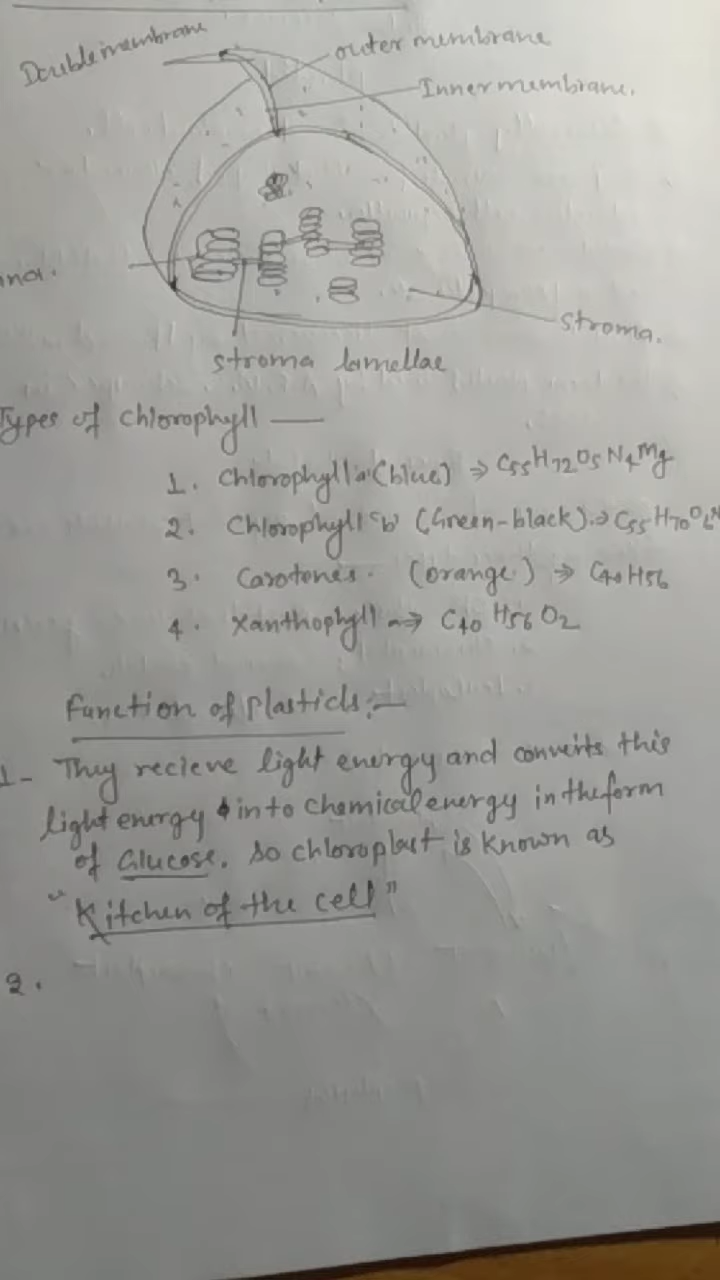 Double membrane
outer membrane
Inner membrane.
stroma.
stroma lamellae
Types of chlorophyll —
1. Chlorophyll 'a' (blue) → C55H72O5N4Mg
2. Chlorophyll 'b' (Green-black). → C55H70O6N
3. Carotones. (orange) → C40H56
4. Xanthophyll → C40H56O2
Function of plastids:-
1- They recieve light energy and converts this
light energy into chemical energy in the form
of Glucose. so chloroplast is known as
"Kitchen of the cell"
2.